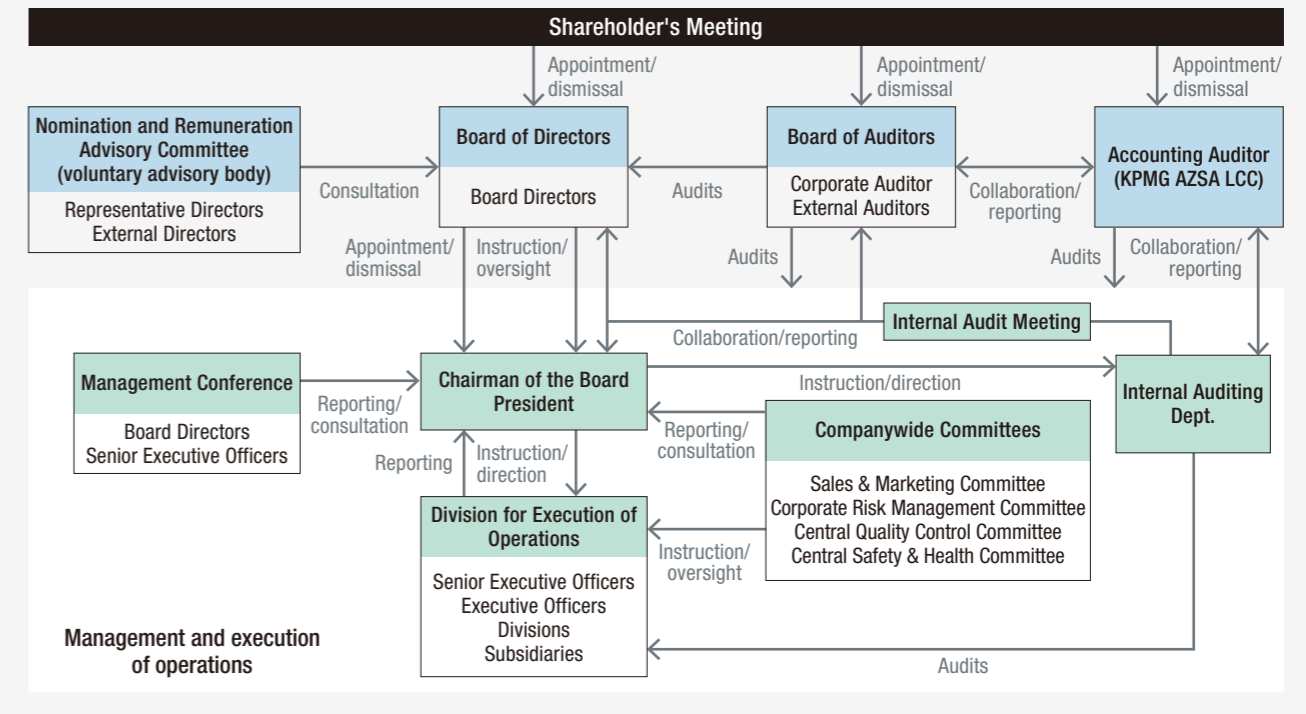 Shareholder's Meeting
Appointment/
dismissal
Appointment/
dismissal
Appointment/
dismissal
Nomination and Remuneration
Advisory Committee
(voluntary advisory body)
Representative Directors
External Directors
Consultation
Board of Directors
Board Directors
Audits
Board of Auditors
Corporate Auditor
External Auditors
Collaboration/
reporting
Accounting Auditor
(KPMG AZSA LCC)
Appointment/
dismissal
Instruction/
oversight
Audits
Audits
Collaboration/
reporting
Internal Audit Meeting
Collaboration/reporting
Management Conference
Board Directors
Senior Executive Officers
Reporting/
consultation
Chairman of the Board
President
Instruction/direction
Internal Auditing
Dept.
Reporting/
consultation
Companywide Committees
Sales & Marketing Committee
Corporate Risk Management Committee
Central Quality Control Committee
Central Safety & Health Committee
Reporting
Instruction/
direction
Division for Execution of
Operations
Senior Executive Officers
Executive Officers
Divisions
Subsidiaries
Instruction/
oversight
Management and execution
of operations
Audits